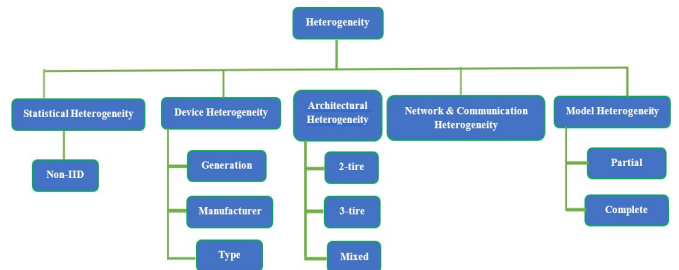 Heterogeneity
Statistical Heterogeneity
Device Heterogeneity
Architectural
Heterogeneity
Network & Communication
Heterogeneity
Model Heterogeneity
Non-IID
Generation
Manufacturer
Type
2-tire
3-tire
Mixed
Partial
Complete